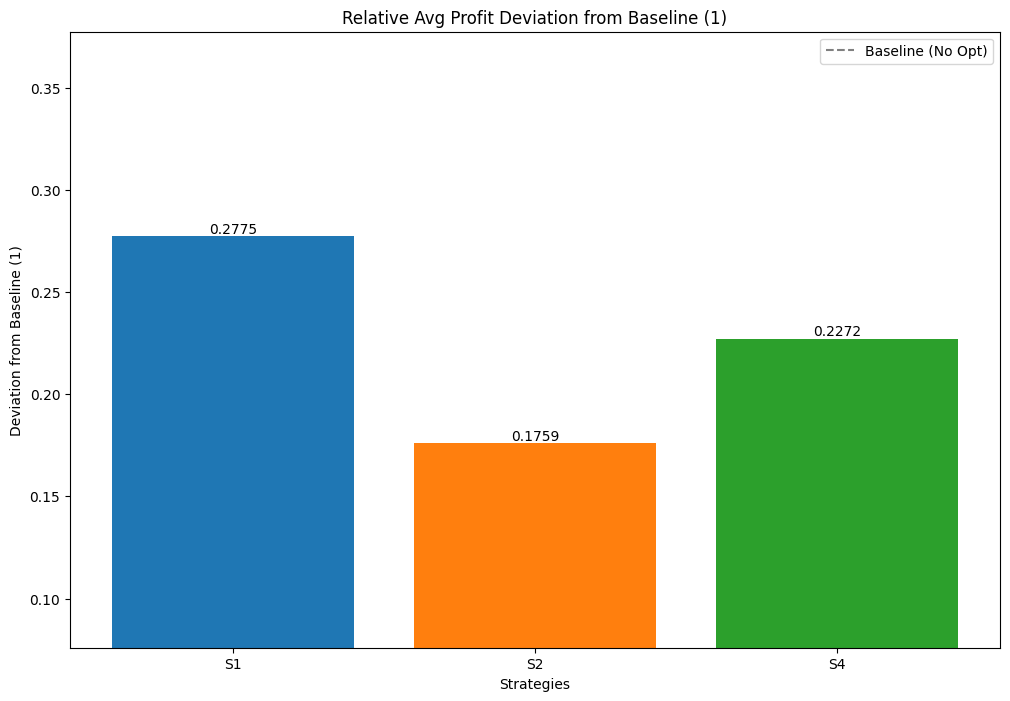 Relative Avg Profit Deviation from Baseline (1)
Baseline (No Opt)
Deviation from Baseline (1)
0.35
0.30
0.25
0.20
0.15
0.10
0.2775
0.1759
0.2272
S1
S2
S4
Strategies